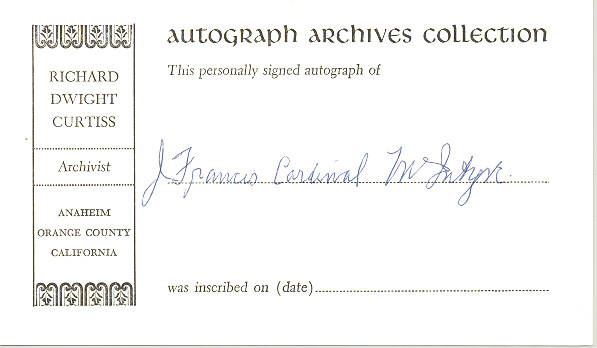 AUTOGRAPH ARCHIVES COLLECTION
This personally signed autograph of
J Francis Cardinal McIntyre.
was inscribed on (date)
RICHARD
DWIGHT
CURTISS
Archivist
ANAHEIM
ORANGE COUNTY
CALIFORNIA